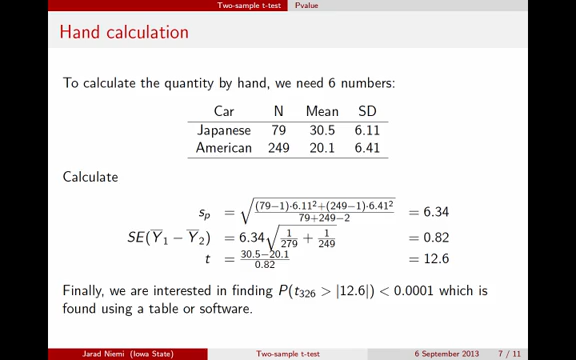 Two-sample t-test Pvalue
Hand calculation
To calculate the quantity by hand, we need 6 numbers:
Car N Mean SD
Japanese 79 30.5 6.11
American 249 20.1 6.41
Calculate
s_p = √((79−1)·6.11²+(249−1)·6.41² / 79+249−2) = 6.34
SE(Y̅₁ − Y̅₂) = 6.34√(1/279 + 1/249) = 0.82
t = 30.5−20.1 / 0.82 = 12.6
Finally, we are interested in finding P(t₃₂₆ > |12.6|) < 0.0001 which is
found using a table or software.
Jarad Niemi (Iowa State) Two-sample t-test 6 September 2013 7 / 11